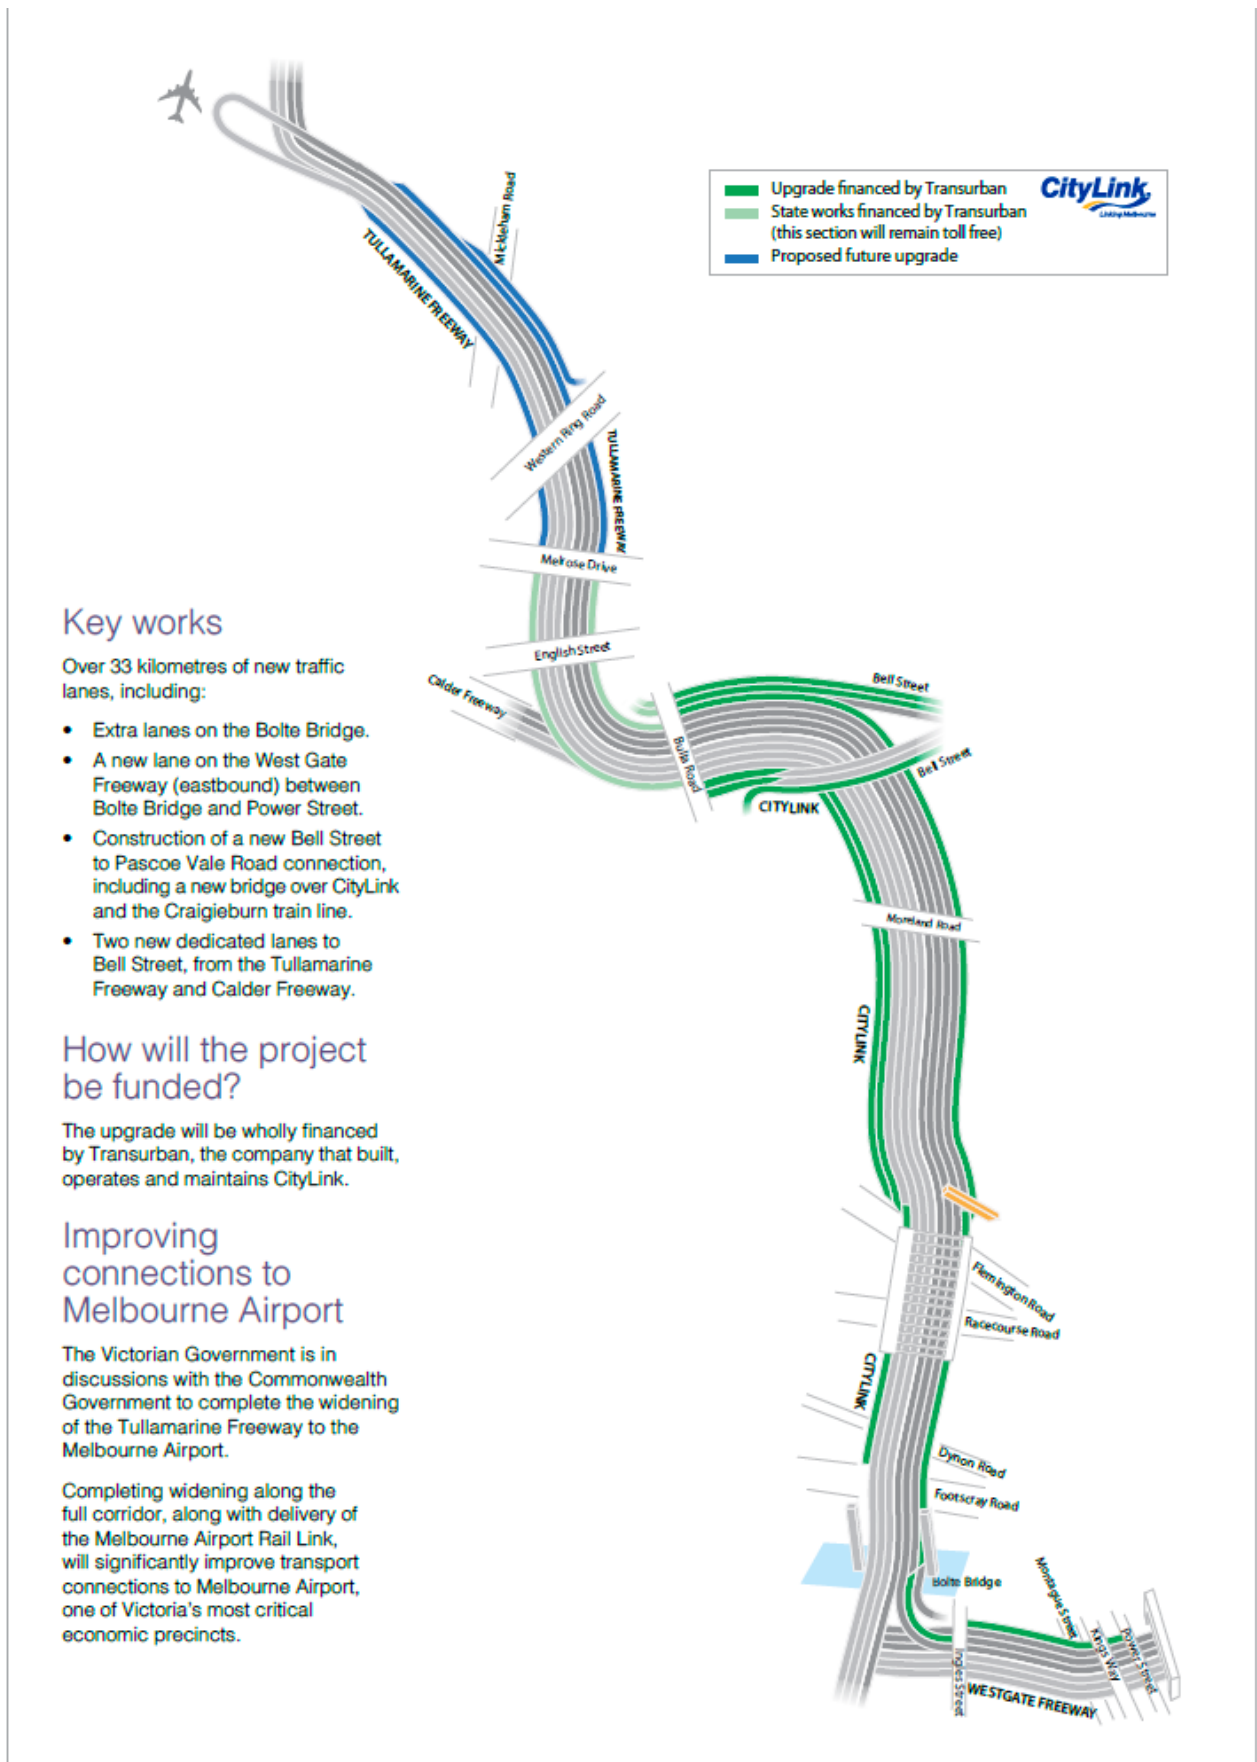 Mickleham Road
TULLAMARINE FREEWAY
CityLink
Linking Melbourne
Upgrade financed by Transurban
State works financed by Transurban
(this section will remain toll free)
Proposed future upgrade
Western Ring Road
TULLAMARINE FREEWAY
Melrose Drive
English Street
Calder Freeway
Bell Street
Bulla Road
Bell Street
CITYLINK
Moreland Road
CITYLINK
Flemington Road
Racecourse Road
CITYLINK
Dynon Road
Footscray Road
Bolte Bridge
Montague Street
Kings Way
Power Street
Ingles Street
WESTGATE FREEWAY
Key works
Over 33 kilometres of new traffic
lanes, including:
• Extra lanes on the Bolte Bridge.
• A new lane on the West Gate
Freeway (eastbound) between
Bolte Bridge and Power Street.
• Construction of a new Bell Street
to Pascoe Vale Road connection,
including a new bridge over CityLink
and the Craigieburn train line.
• Two new dedicated lanes to
Bell Street, from the Tullamarine
Freeway and Calder Freeway.
How will the project
be funded?
The upgrade will be wholly financed
by Transurban, the company that built,
operates and maintains CityLink.
Improving
connections to
Melbourne Airport
The Victorian Government is in
discussions with the Commonwealth
Government to complete the widening
of the Tullamarine Freeway to the
Melbourne Airport.
Completing widening along the
full corridor, along with delivery of
the Melbourne Airport Rail Link,
will significantly improve transport
connections to Melbourne Airport,
one of Victoria's most critical
economic precincts.